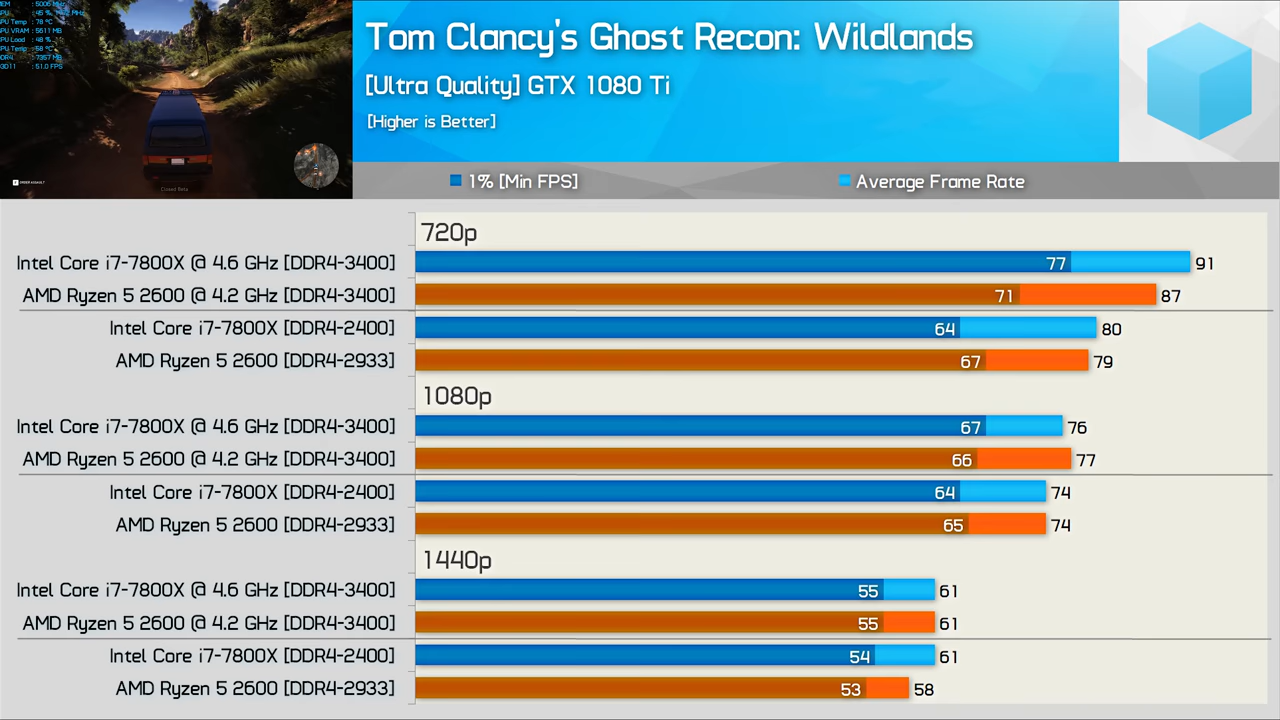 Tom Clancy's Ghost Recon: Wildlands
[Ultra Quality] GTX 1080 Ti
[Higher is Better]
1% [Min FPS]
Average Frame Rate
720p
Intel Core i7-7800X @ 4.6 GHz [DDR4-3400] 77 91
AMD Ryzen 5 2600 @ 4.2 GHz [DDR4-3400] 71 87
Intel Core i7-7800X [DDR4-2400] 64 80
AMD Ryzen 5 2600 [DDR4-2933] 67 79
1080p
Intel Core i7-7800X @ 4.6 GHz [DDR4-3400] 67 76
AMD Ryzen 5 2600 @ 4.2 GHz [DDR4-3400] 66 77
Intel Core i7-7800X [DDR4-2400] 64 74
AMD Ryzen 5 2600 [DDR4-2933] 65 74
1440p
Intel Core i7-7800X @ 4.6 GHz [DDR4-3400] 55 61
AMD Ryzen 5 2600 @ 4.2 GHz [DDR4-3400] 55 61
Intel Core i7-7800X [DDR4-2400] 54 61
AMD Ryzen 5 2600 [DDR4-2933] 53 58